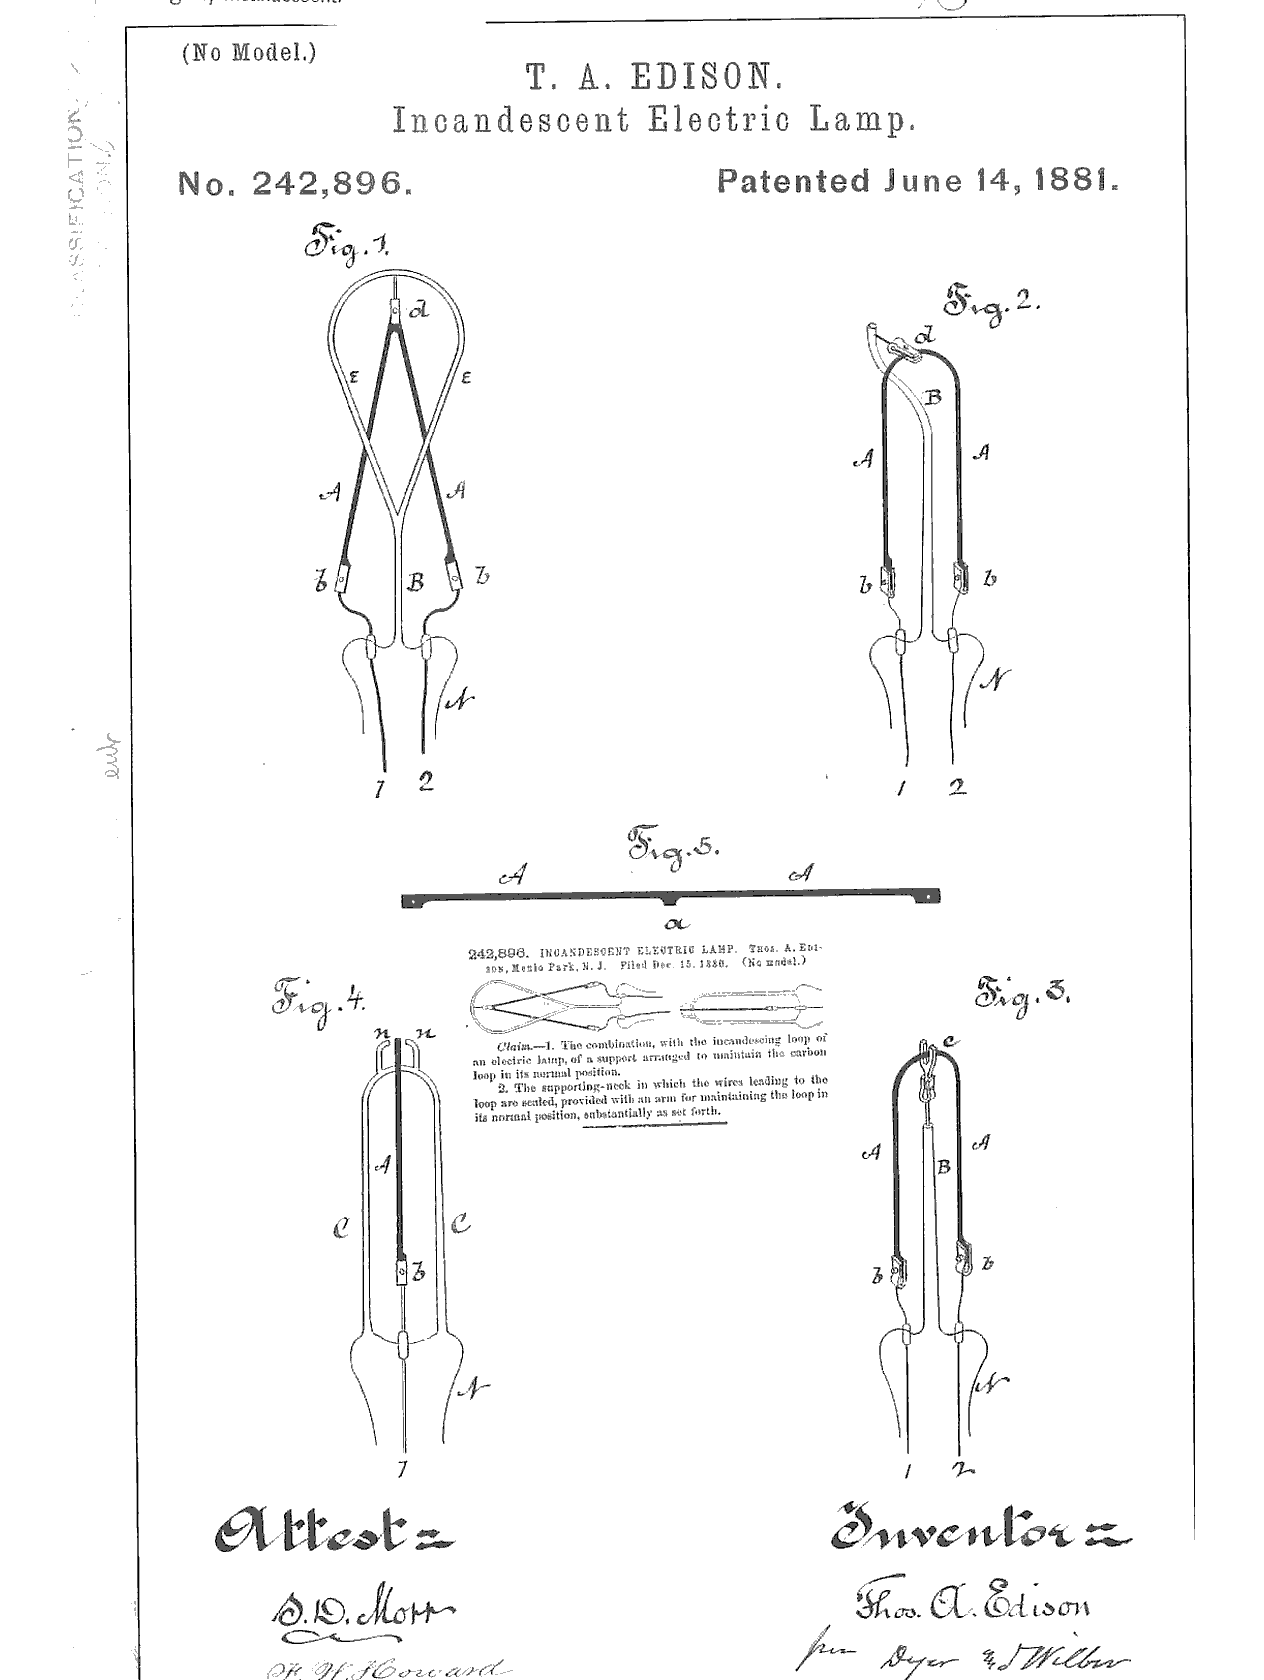 (No Model.)
T. A. EDISON.
Incandescent Electric Lamp.
No. 242,896.
Patented June 14, 1881.
CLASSIFICATION
Fig. 1.
d
E
E
A
A
b
B
b
N
1
2
Fig. 2.
d
B
A
A
b
b
N
1
2
Fig. 5.
A
A
a
242,896. INCANDESCENT ELECTRIC LAMP. THOS. A. EDI-
SON, Menlo Park, N. J. Filed Dec. 15, 1880. (No model.)
Claim.—1. The combination, with the incandescing loop of
an electric lamp, of a support arranged to maintain the carbon
loop in its normal position.
2. The supporting-neck in which the wires leading to the
loop are sealed, provided with an arm for maintaining the loop in
its normal position, substantially as set forth.
Fig. 4.
n n
A
C
C
b
N
1
Fig. 3.
c
A
A
B
b
b
N
1
2
Attest=
S. D. Mott
Inventor=
Thos. A. Edison
per Dyer & Wilber